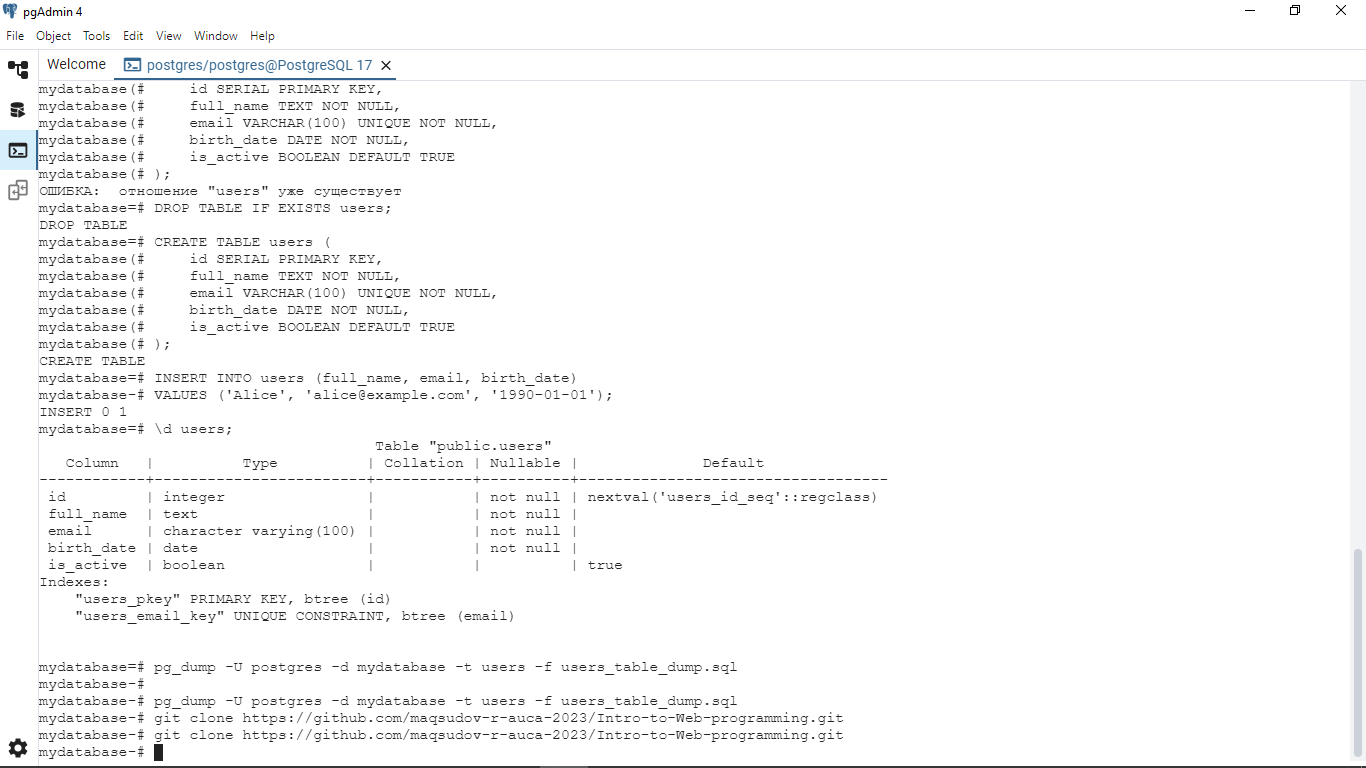 pgAdmin 4
File Object Tools Edit View Window Help
Welcome postgres/postgres@PostgreSQL 17
mydatabase(#     id SERIAL PRIMARY KEY,
mydatabase(#     full_name TEXT NOT NULL,
mydatabase(#     email VARCHAR(100) UNIQUE NOT NULL,
mydatabase(#     birth_date DATE NOT NULL,
mydatabase(#     is_active BOOLEAN DEFAULT TRUE
mydatabase(# );
ОШИБКА:  отношение "users" уже существует
mydatabase=# DROP TABLE IF EXISTS users;
DROP TABLE
mydatabase=# CREATE TABLE users (
mydatabase(#     id SERIAL PRIMARY KEY,
mydatabase(#     full_name TEXT NOT NULL,
mydatabase(#     email VARCHAR(100) UNIQUE NOT NULL,
mydatabase(#     birth_date DATE NOT NULL,
mydatabase(#     is_active BOOLEAN DEFAULT TRUE
mydatabase(# );
CREATE TABLE
mydatabase=# INSERT INTO users (full_name, email, birth_date)
mydatabase-# VALUES ('Alice', 'alice@example.com', '1990-01-01');
INSERT 0 1
mydatabase=# \d users;
                                      Table "public.users"
   Column   |          Type          | Collation | Nullable |              Default
------------+------------------------+-----------+----------+-----------------------------------
 id         | integer                |           | not null | nextval('users_id_seq'::regclass)
 full_name  | text                   |           | not null |
 email      | character varying(100) |           | not null |
 birth_date | date                   |           | not null |
 is_active  | boolean                |           |          | true
Indexes:
    "users_pkey" PRIMARY KEY, btree (id)
    "users_email_key" UNIQUE CONSTRAINT, btree (email)
mydatabase=# pg_dump -U postgres -d mydatabase -t users -f users_table_dump.sql
mydatabase-#
mydatabase-# pg_dump -U postgres -d mydatabase -t users -f users_table_dump.sql
mydatabase-# git clone https://github.com/maqsudov-r-auca-2023/Intro-to-Web-programming.git
mydatabase-# git clone https://github.com/maqsudov-r-auca-2023/Intro-to-Web-programming.git
mydatabase-#